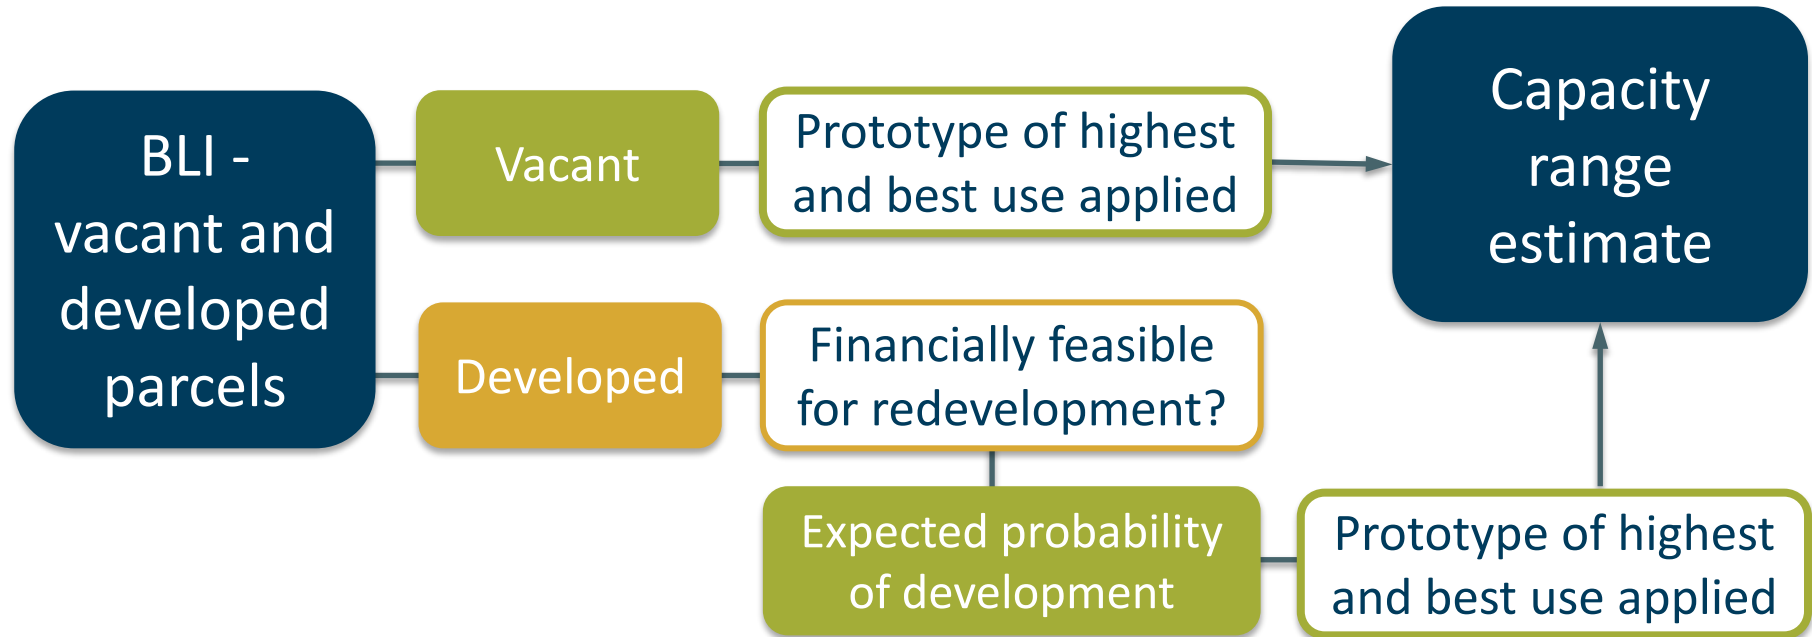 BLI -
vacant and
developed
parcels
Vacant
Prototype of highest
and best use applied
Capacity
range
estimate
Developed
Financially feasible
for redevelopment?
Expected probability
of development
Prototype of highest
and best use applied